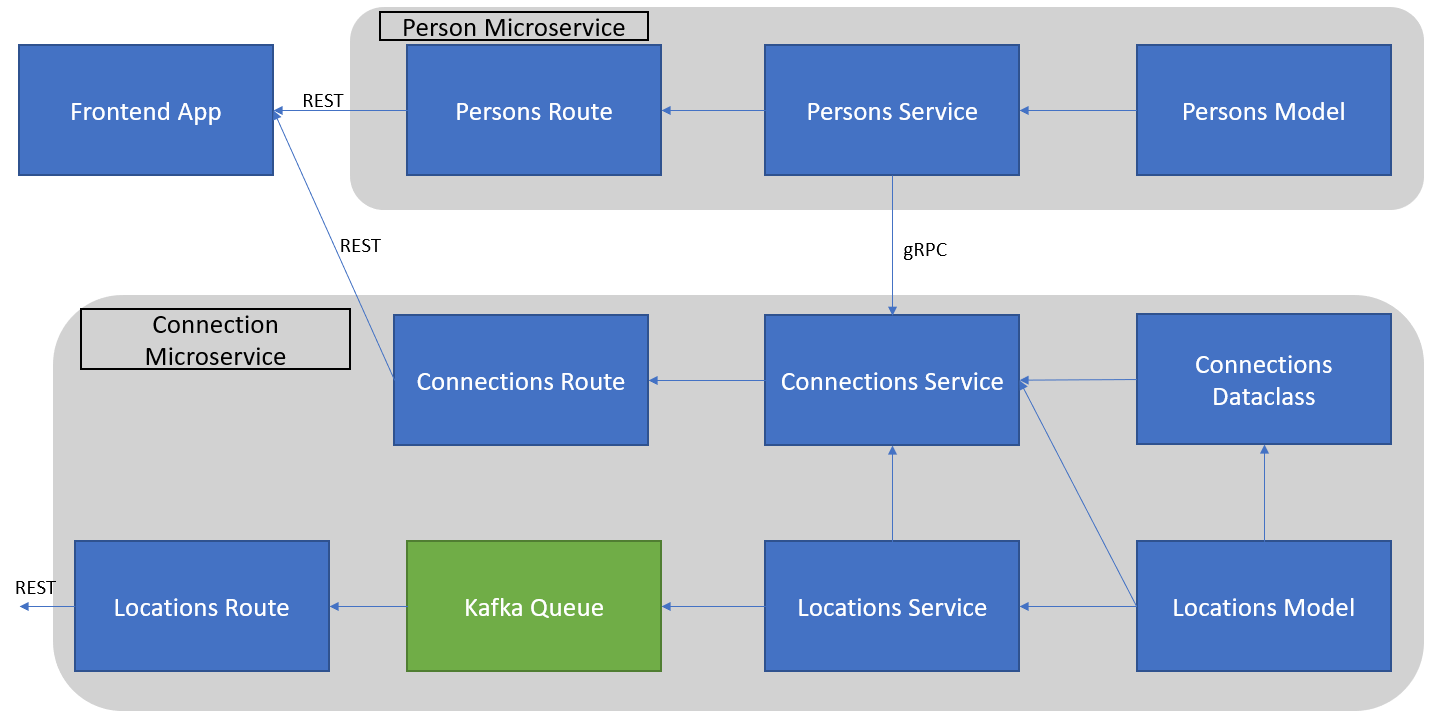 Person Microservice
Frontend App
REST
Persons Route
Persons Service
Persons Model
REST
gRPC
Connection
Microservice
Connections Route
Connections Service
Connections
Dataclass
REST
Locations Route
Kafka Queue
Locations Service
Locations Model